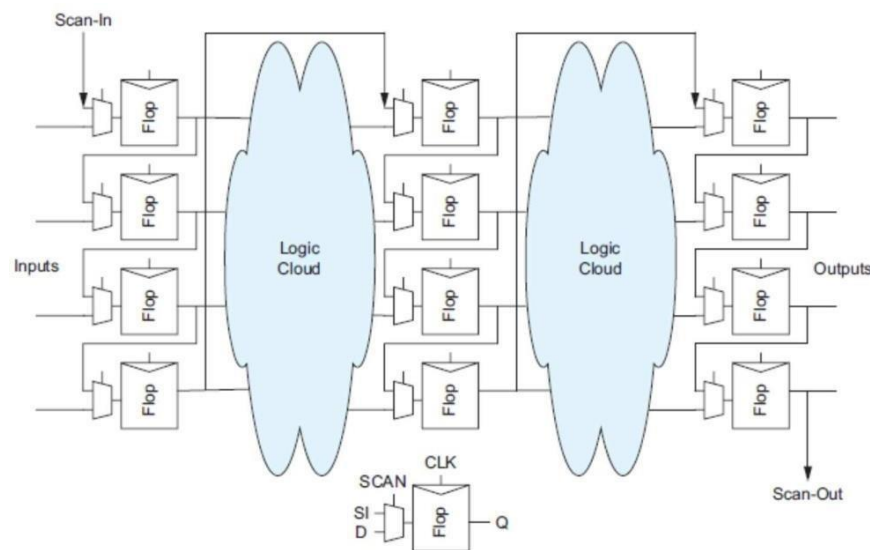 Scan-In
Flop
Flop
Flop
Flop
Flop
Flop
Inputs
Logic
Cloud
Logic
Cloud
Outputs
Flop
Flop
Flop
Flop
Flop
Flop
CLK
SCAN
SI
D
Flop
Q
Scan-Out